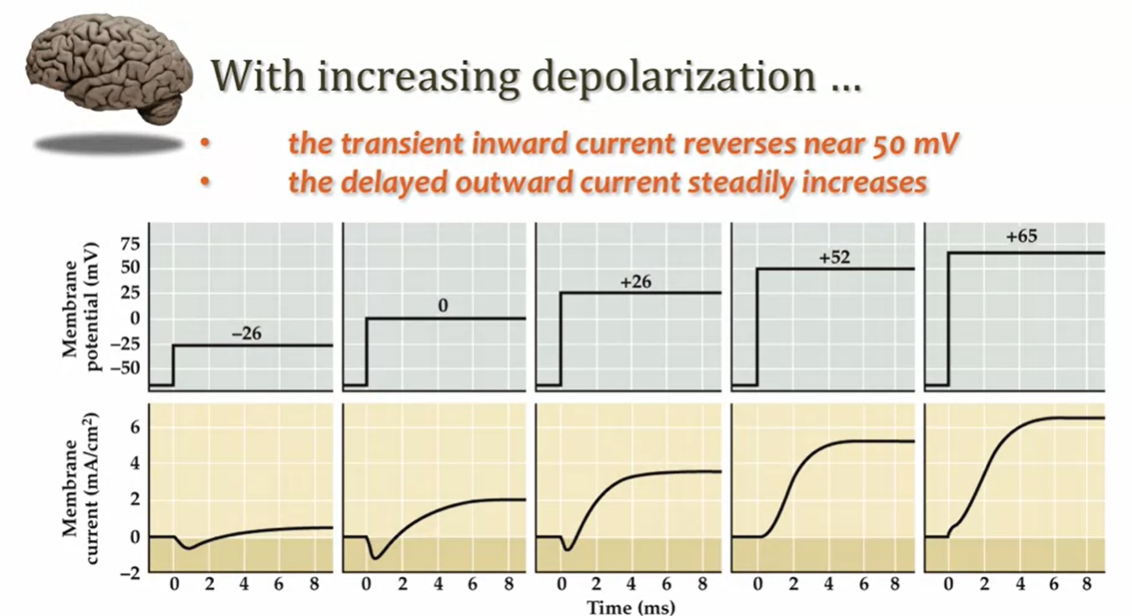 With increasing depolarization …
• the transient inward current reverses near 50 mV
• the delayed outward current steadily increases
Membrane
potential (mV)
75
50
25
0
−25
−50
−26
0
+26
+52
+65
Membrane
current (mA/cm²)
6
4
2
0
−2
0 2 4 6 8
0 2 4 6 8
0 2 4 6 8
0 2 4 6 8
0 2 4 6 8
Time (ms)